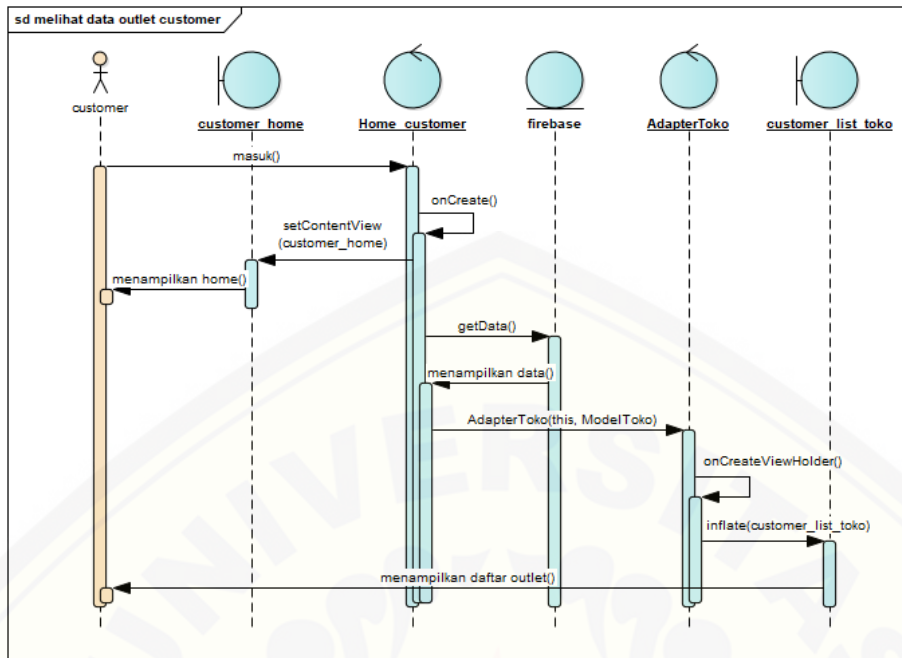 sd melihat data outlet customer
customer
customer_home
Home_customer
firebase
AdapterToko
customer_list_toko
masuk()
onCreate()
setContentView
(customer_home)
menampilkan home()
getData()
menampilkan data()
AdapterToko(this, ModelToko)
onCreateViewHolder()
inflate(customer_list_toko)
menampilkan daftar outlet()
UNIVERSITAS